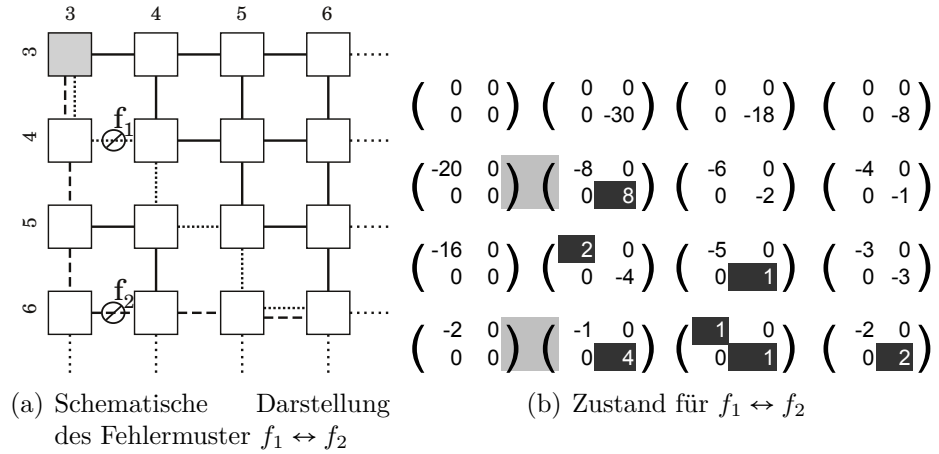 3 4 5 6
3
4 f1
5
6 f2
( 0 0 ) ( 0 0 ) ( 0 0 ) ( 0 0 )
( 0 0 ) ( 0 -30 ) ( 0 -18 ) ( 0 -8 )
( -20 0 ) ( -8 0 ) ( -6 0 ) ( -4 0 )
( 0 0 ) ( 0 8 ) ( 0 -2 ) ( 0 -1 )
( -16 0 ) ( 2 0 ) ( -5 0 ) ( -3 0 )
( 0 0 ) ( 0 -4 ) ( 0 1 ) ( 0 -3 )
( -2 0 ) ( -1 0 ) ( 1 0 ) ( -2 0 )
( 0 0 ) ( 0 4 ) ( 0 1 ) ( 0 2 )
(a) Schematische Darstellung
des Fehlermuster f1 ↔ f2
(b) Zustand für f1 ↔ f2